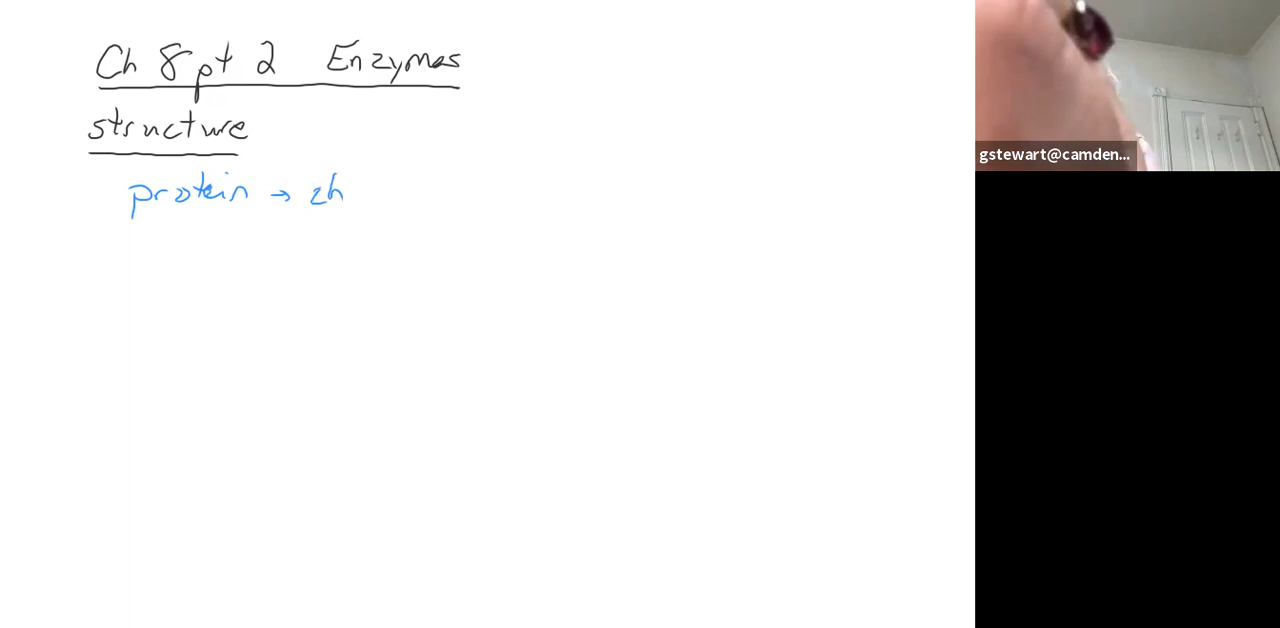 Ch 8 pt 2 Enzymes
structure
protein → ch
gstewart@camden...